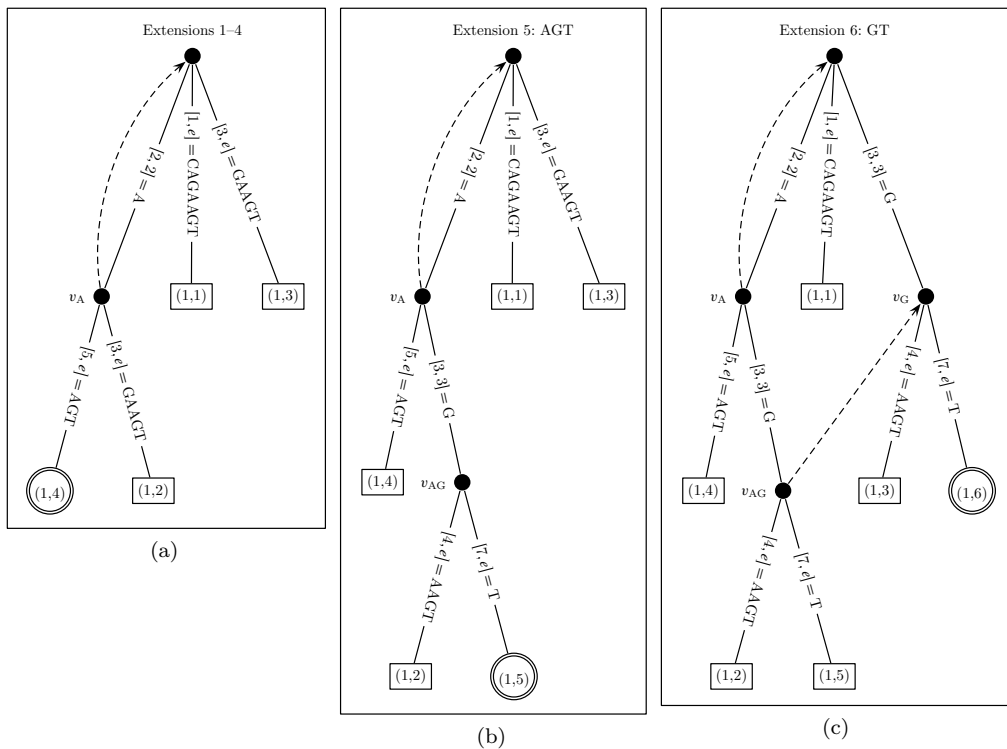 Extensions 1–4
[2,2] = A
[1,e] = CAGAAGT
[3,e] = GAAGT
v_A
(1,1)
(1,3)
[5,e] = AGT
[3,e] = GAAGT
(1,4)
(1,2)
(a)
Extension 5: AGT
[2,2] = A
[1,e] = CAGAAGT
[3,e] = GAAGT
v_A
(1,1)
(1,3)
[5,e] = AGT
[3,3] = G
(1,4)
v_AG
[4,e] = AAGT
[7,e] = T
(1,2)
(1,5)
(b)
Extension 6: GT
[2,2] = A
[1,e] = CAGAAGT
[3,3] = G
v_A
(1,1)
v_G
[5,e] = AGT
[3,3] = G
[4,e] = AAGT
[7,e] = T
(1,4)
v_AG
(1,3)
(1,6)
[4,e] = AAGT
[7,e] = T
(1,2)
(1,5)
(c)